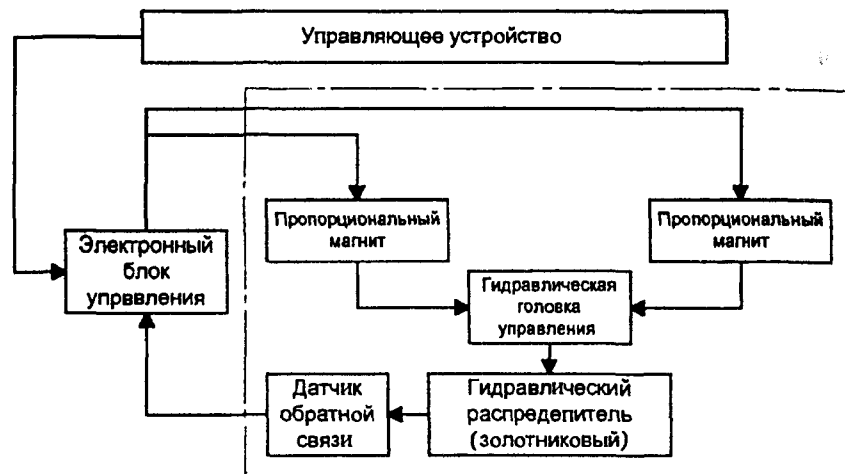 Управляющее устройство
Пропорциональный
магнит
Пропорциональный
магнит
Электронный
блок
упрввления
Гидравлическая
головка
управления
Датчик
обратной
связи
Гидравлический
распредепитель
(золотниковый)